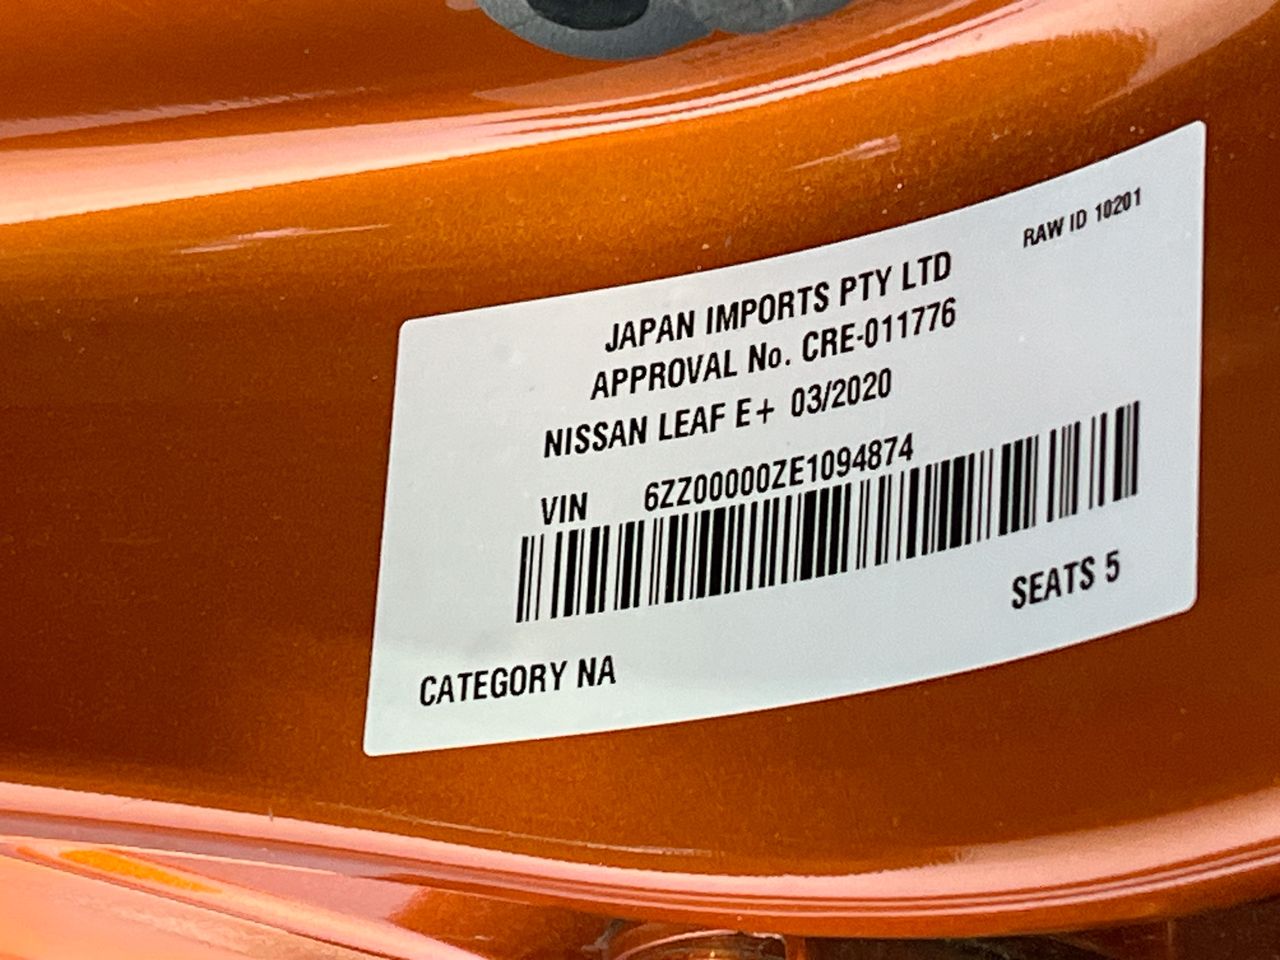 RAW ID 10201
JAPAN IMPORTS PTY LTD
APPROVAL No. CRE-011776
NISSAN LEAF E+ 03/2020
VIN 6ZZ00000ZE1094874
SEATS 5
CATEGORY NA